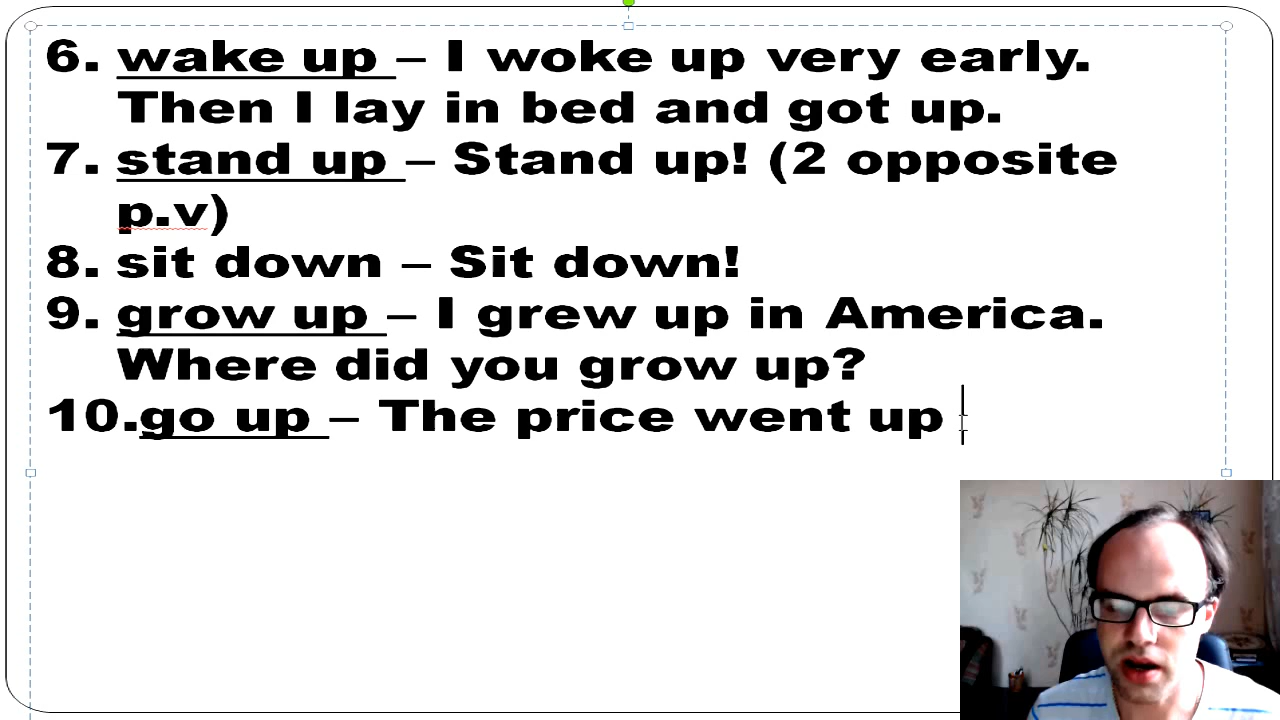 6. wake up – I woke up very early.
Then I lay in bed and got up.
7. stand up – Stand up! (2 opposite
p.v)
8. sit down – Sit down!
9. grow up – I grew up in America.
Where did you grow up?
10.go up – The price went up